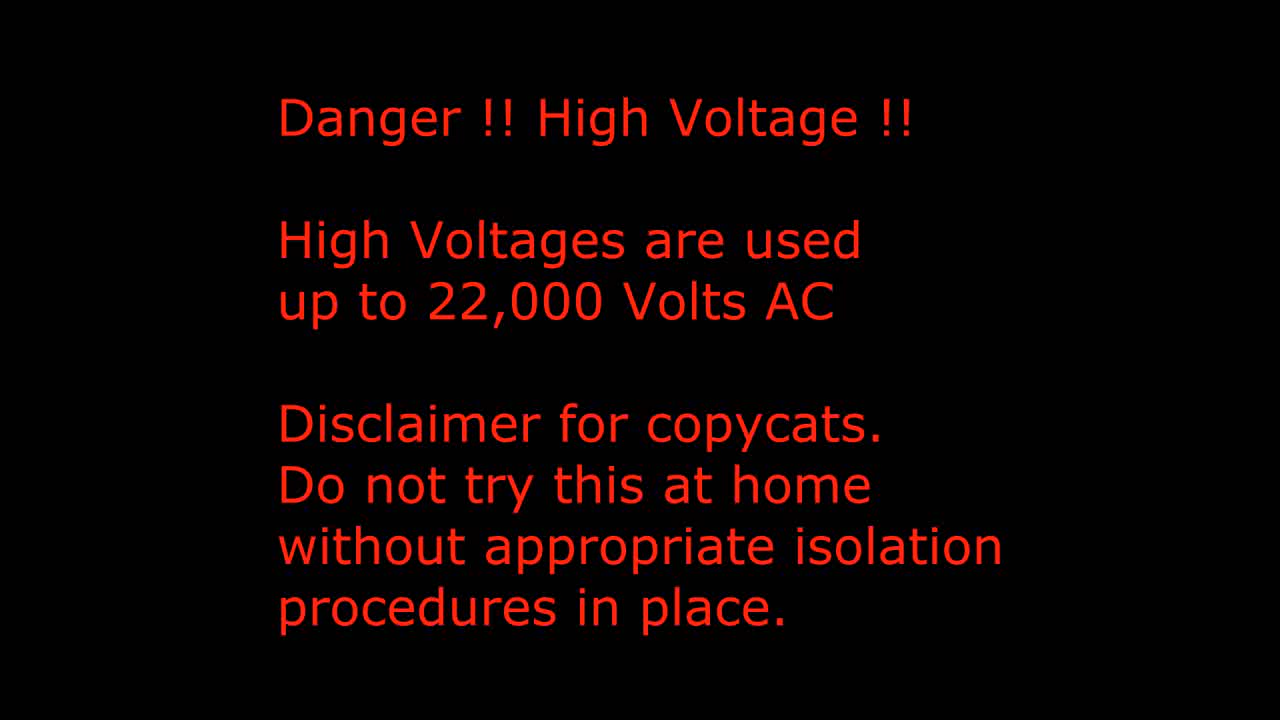 Danger !! High Voltage !!
High Voltages are used
up to 22,000 Volts AC
Disclaimer for copycats.
Do not try this at home
without appropriate isolation
procedures in place.